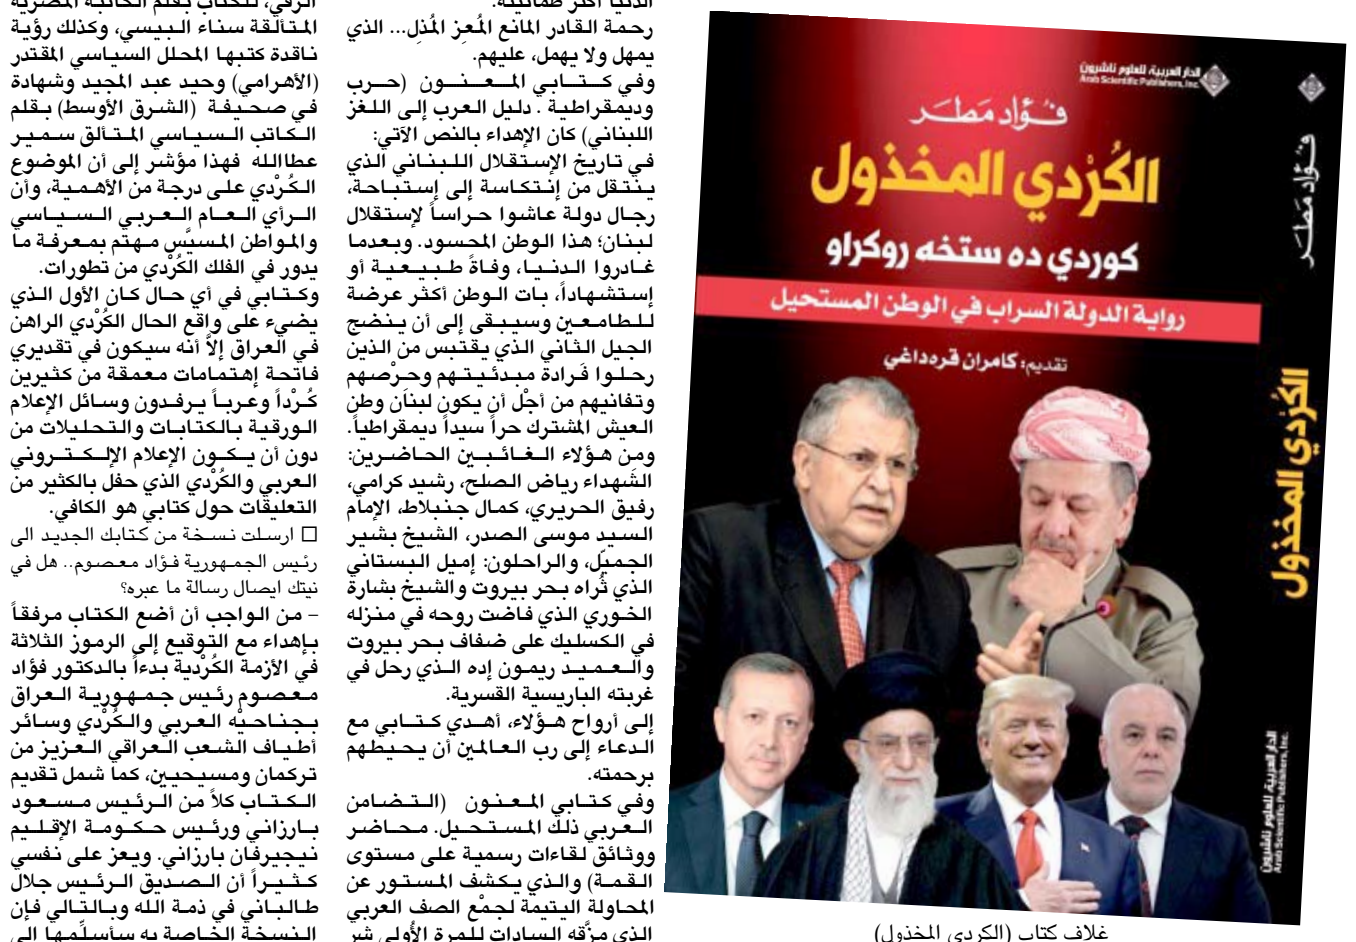 الدار العربية للعلوم ناشرون
Arab Scientific Publishers, Inc.
فؤاد مَطَر
الكُرْدي المخذول
كوردي ده ستخه روكراو
رواية الدولة السراب في الوطن المستحيل
تقديم: كامران قره‌داغي
فؤاد مَطَر
الكُرْدي المخذول
الدار العربية للعلوم ناشرون
Arab Scientific Publishers, Inc.
غلاف كتاب (الكردي المخذول)
الدنيا أكثر طمأنينة.
رحمة القادر المانع المُعز المُذل... الذي
يمهل ولا يهمل، عليهم.
وفي كتابي المعنون (حرب
وديمقراطية . دليل العرب إلى اللغز
اللبناني) كان الإهداء بالنص الآتي:
في تاريخ الإستقلال اللبناني الذي
ينتقل من إنتكاسة إلى إستباحة،
رجال دولة عاشوا حراساً لإستقلال
لبنان؛ هذا الوطن المحسود. وبعدما
غادروا الدنيا، وفاةً طبيعية أو
إستشهاداً، بات الوطن أكثر عرضة
للطامعين وسيبقى إلى أن ينضج
الجيل الثاني الذي يقتبس من الذين
رحلوا فَرادة مبدئيتهم وحرْصهم
وتفانيهم من أجْل أن يكون لبنان وطن
العيش المشترك حراً سيداً ديمقراطياً.
ومن هؤلاء الغائبين الحاضرين:
الشهداء رياض الصلح، رشيد كرامي،
رفيق الحريري، كمال جنبلاط، الإمام
السيد موسى الصدر، الشيخ بشير
الجميّل، والراحلون: إميل البستاني
الذي ثُراه بحر بيروت والشيخ بشارة
الخوري الذي فاضت روحه في منزله
في الكسليك على ضفاف بحر بيروت
والعميد ريمون إده الذي رحل في
غربته الباريسية القسرية.
إلى أرواح هؤلاء، أهدي كتابي مع
الدعاء إلى رب العالمين أن يحيطهم
برحمته.
وفي كتابي المعنون (التضامن
العربي ذلك المستحيل. محاضر
ووثائق لقاءات رسمية على مستوى
القمة) والذي يكشف المستور عن
المحاولة اليتيمة لجمْع الصف العربي
الذي مزّقه السادات للمرة الأولى شر
الرقي، للكتاب بقلم الكاتبة المصرية
المتألقة سناء البيسي، وكذلك رؤية
ناقدة كتبها المحلل السياسي المقتدر
(الأهرامي) وحيد عبد المجيد وشهادة
في صحيفة (الشرق الأوسط) بقلم
الكاتب السياسي المتألق سمير
عطاالله فهذا مؤشر إلى أن الموضوع
الكُرْدي على درجة من الأهمية، وأن
الرأي العام العربي السياسي
والمواطن المسيَّس مهتم بمعرفة ما
يدور في الفلك الكُرْدي من تطورات.
وكتابي في أي حال كان الأول الذي
يضيء على واقع الحال الكُرْدي الراهن
في العراق إلاَّ أنه سيكون في تقديري
فاتحة إهتمامات معمقة من كثيرين
كُرْداً وعرباً يرفدون وسائل الإعلام
الورقية بالكتابات والتحليلات من
دون أن يكون الإعلام الإلكتروني
العربي والكُرْدي الذي حفل بالكثير من
التعليقات حول كتابي هو الكافي.
□ ارسلت نسخة من كتابك الجديد الى
رئيس الجمهورية فؤاد معصوم.. هل في
نيتك ايصال رسالة ما عبره؟
– من الواجب أن أضع الكتاب مرفقاً
بإهداء مع التوقيع إلى الرموز الثلاثة
في الأزمة الكُرْدية بدءاً بالدكتور فؤاد
معصوم رئيس جمهورية العراق
بجناحيْه العربي والكُرْدي وسائر
أطياف الشعب العراقي العزيز من
تركمان ومسيحيين، كما شمل تقديم
الكتاب كلاً من الرئيس مسعود
بارزاني ورئيس حكومة الإقليم
نيجيرفان بارزاني. ويعز على نفسي
كثيراً أن الصديق الرئيس جلال
طالباني في ذمة الله وبالتالي فإن
النسخة الخاصة به سأسلِّمها إلى